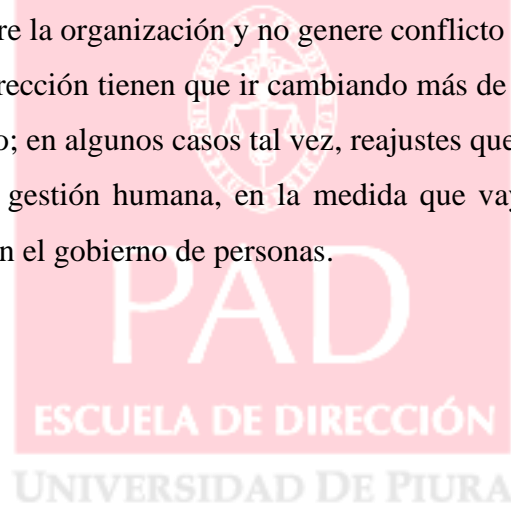 re la organización y no genere conflicto
rección tienen que ir cambiando más de
o; en algunos casos tal vez, reajustes que
gestión humana, en la medida que vay
n el gobierno de personas.
PAD
ESCUELA DE DIRECCIÓN
UNIVERSIDAD DE PIURA